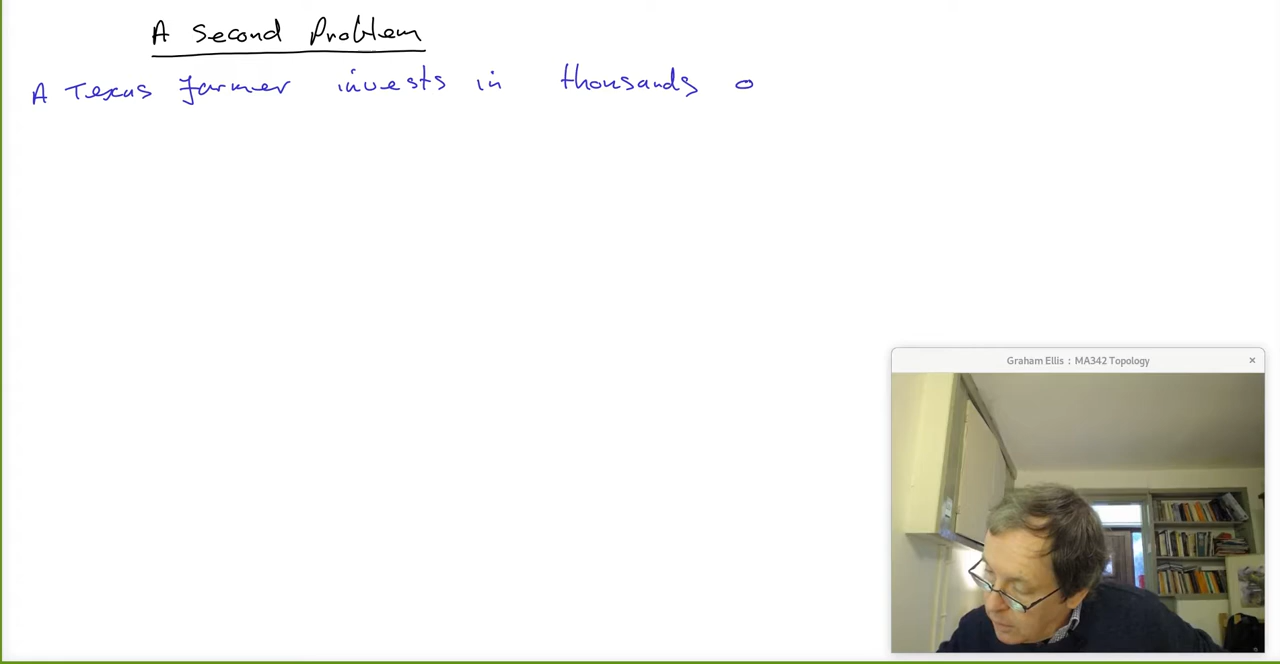 A Second Problem
A Texas farmer invests in thousands o
Graham Ellis : MA342 Topology